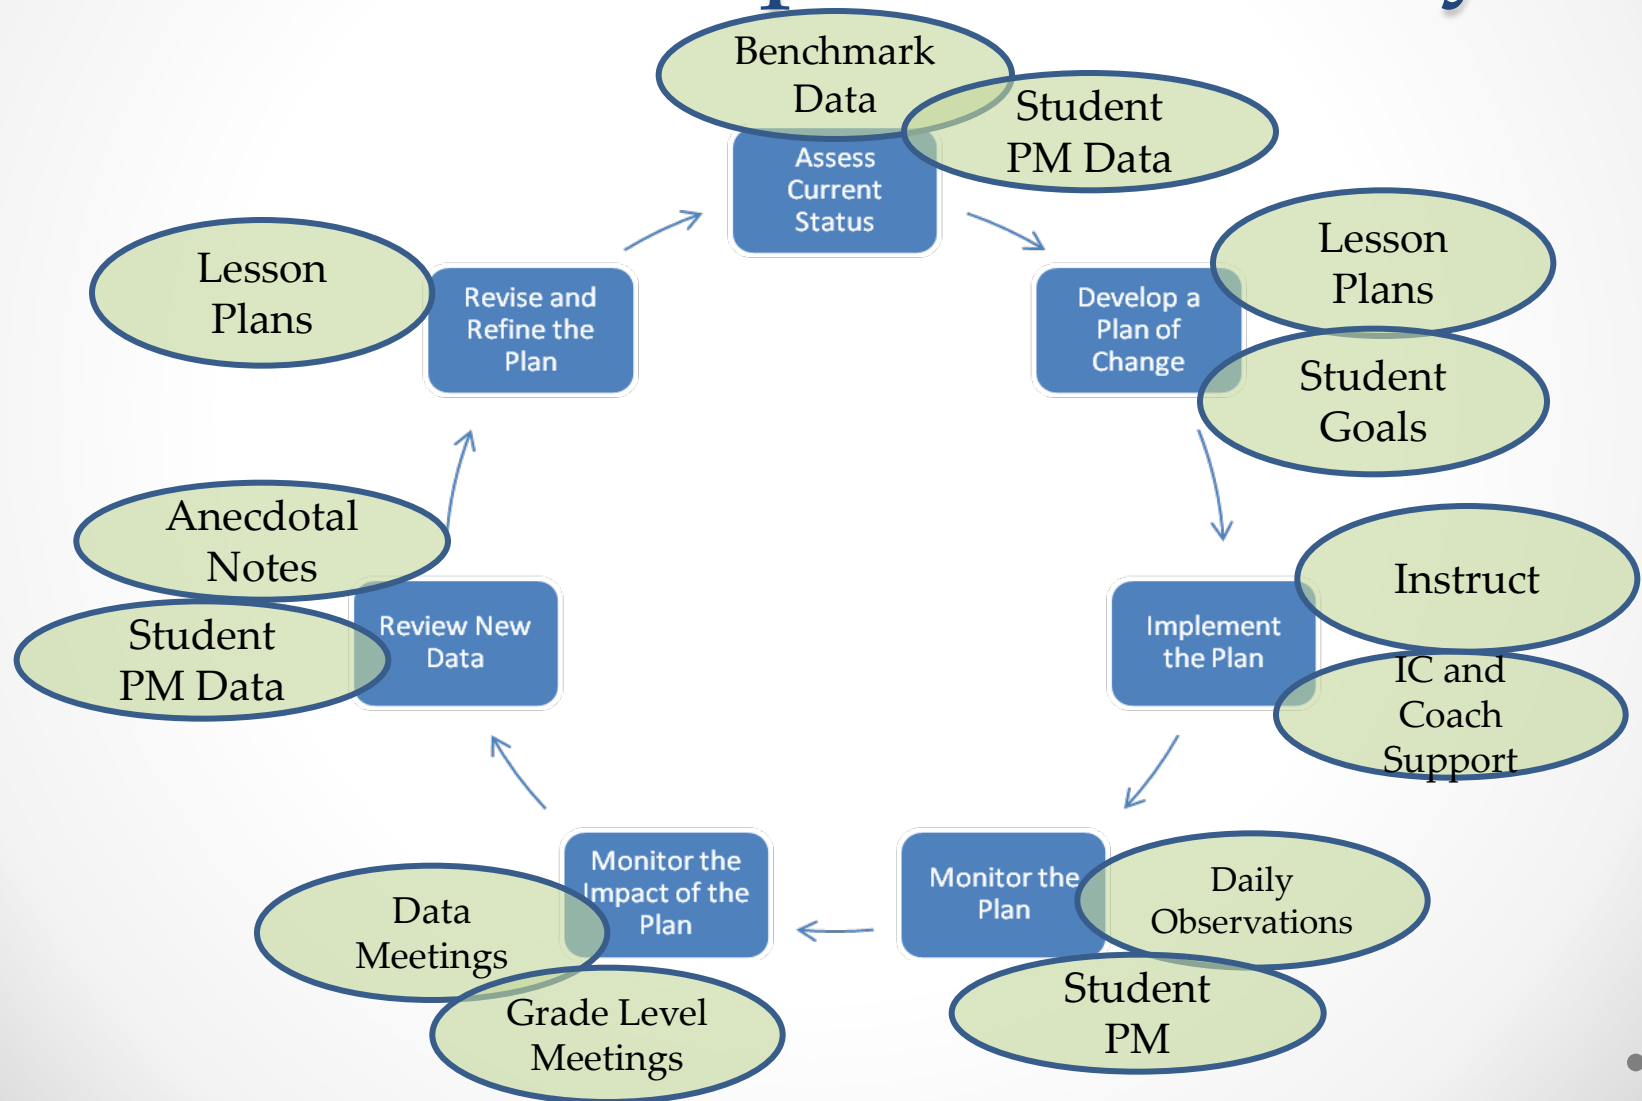 Benchmark
Data
Student
PM Data
Assess
Current
Status
Lesson
Plans
Student
Goals
Develop a
Plan of
Change
Instruct
IC and
Coach
Support
Implement
the Plan
Daily
Observations
Student
PM
Monitor the
Plan
Monitor the
Impact of the
Plan
Data
Meetings
Grade Level
Meetings
Review New
Data
Anecdotal
Notes
Student
PM Data
Revise and
Refine the
Plan
Lesson
Plans